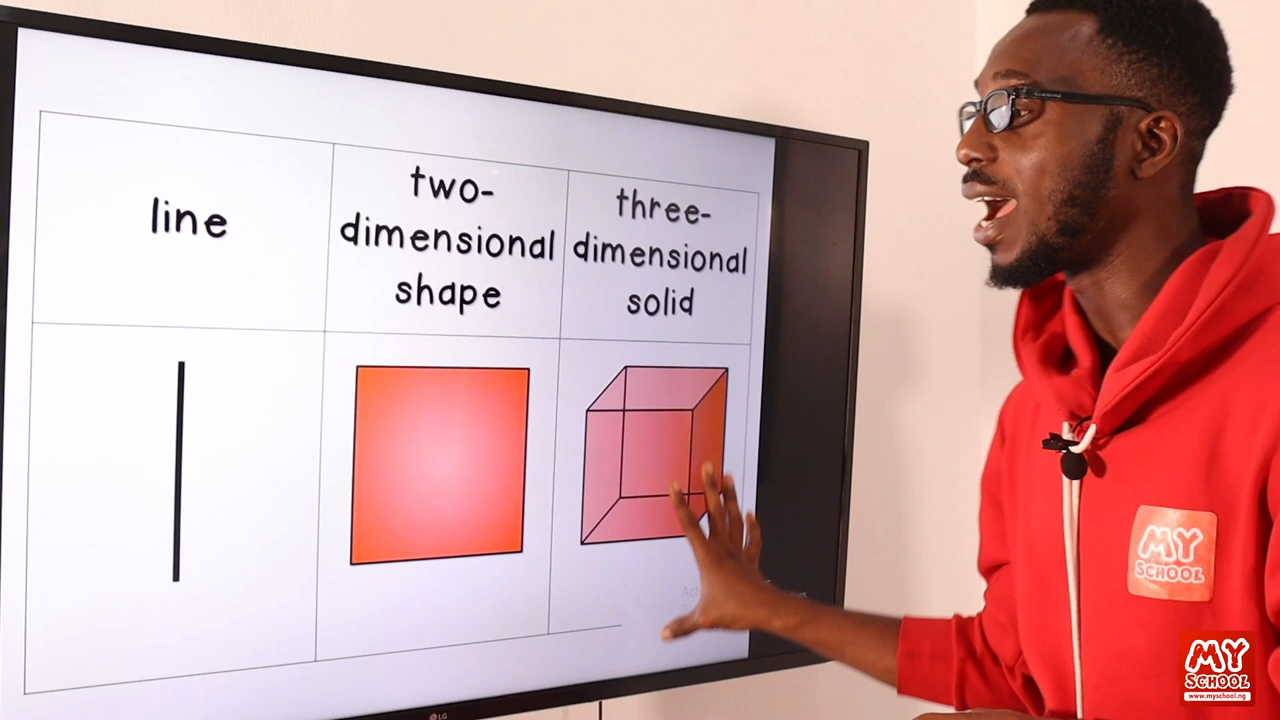 line
two-
dimensional
shape
three-
dimensional
solid
MY
SCHOOL
MY
SCHOOL
www.myschool.ng
LG